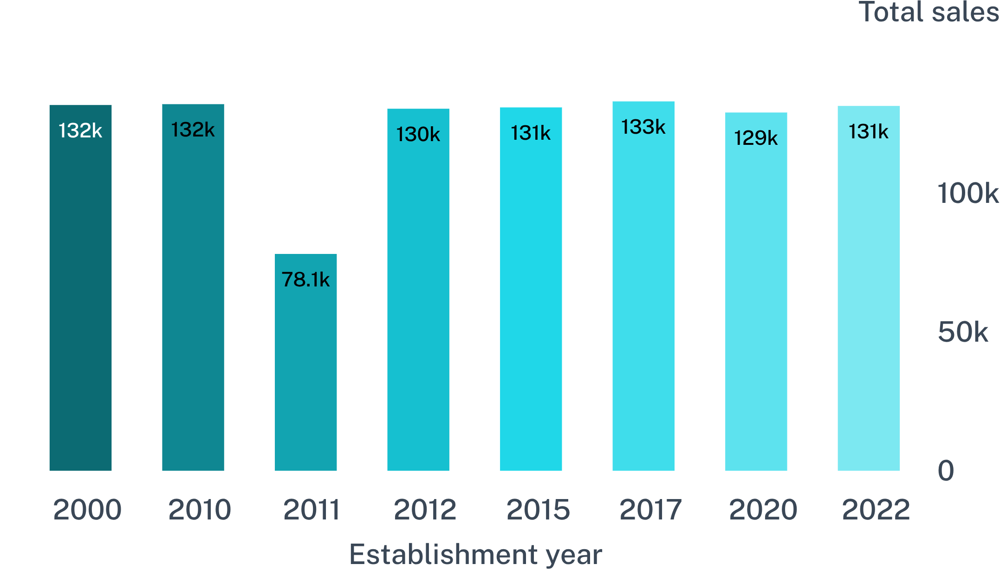 Total sales
132k
132k
78.1k
130k
131k
133k
129k
131k
100k
50k
0
2000 2010 2011 2012 2015 2017 2020 2022
Establishment year